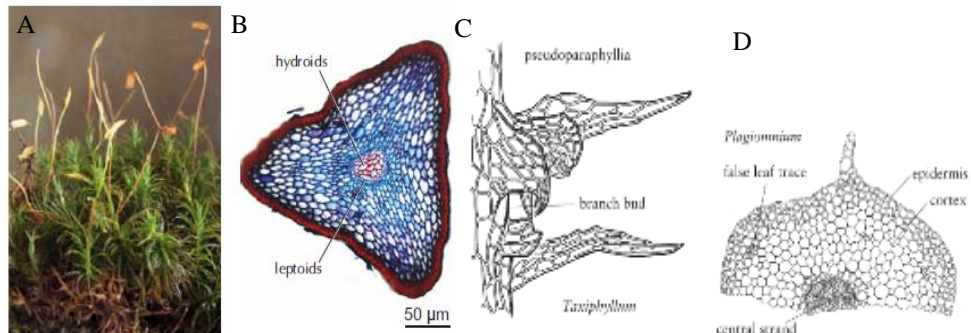 A
B
hydroids
leptoids
50 µm
C
pseudoparaphyllia
branch bud
Taxiphyllum
D
Plagiomnium
false leaf trace
epidermis
cortex
central strand